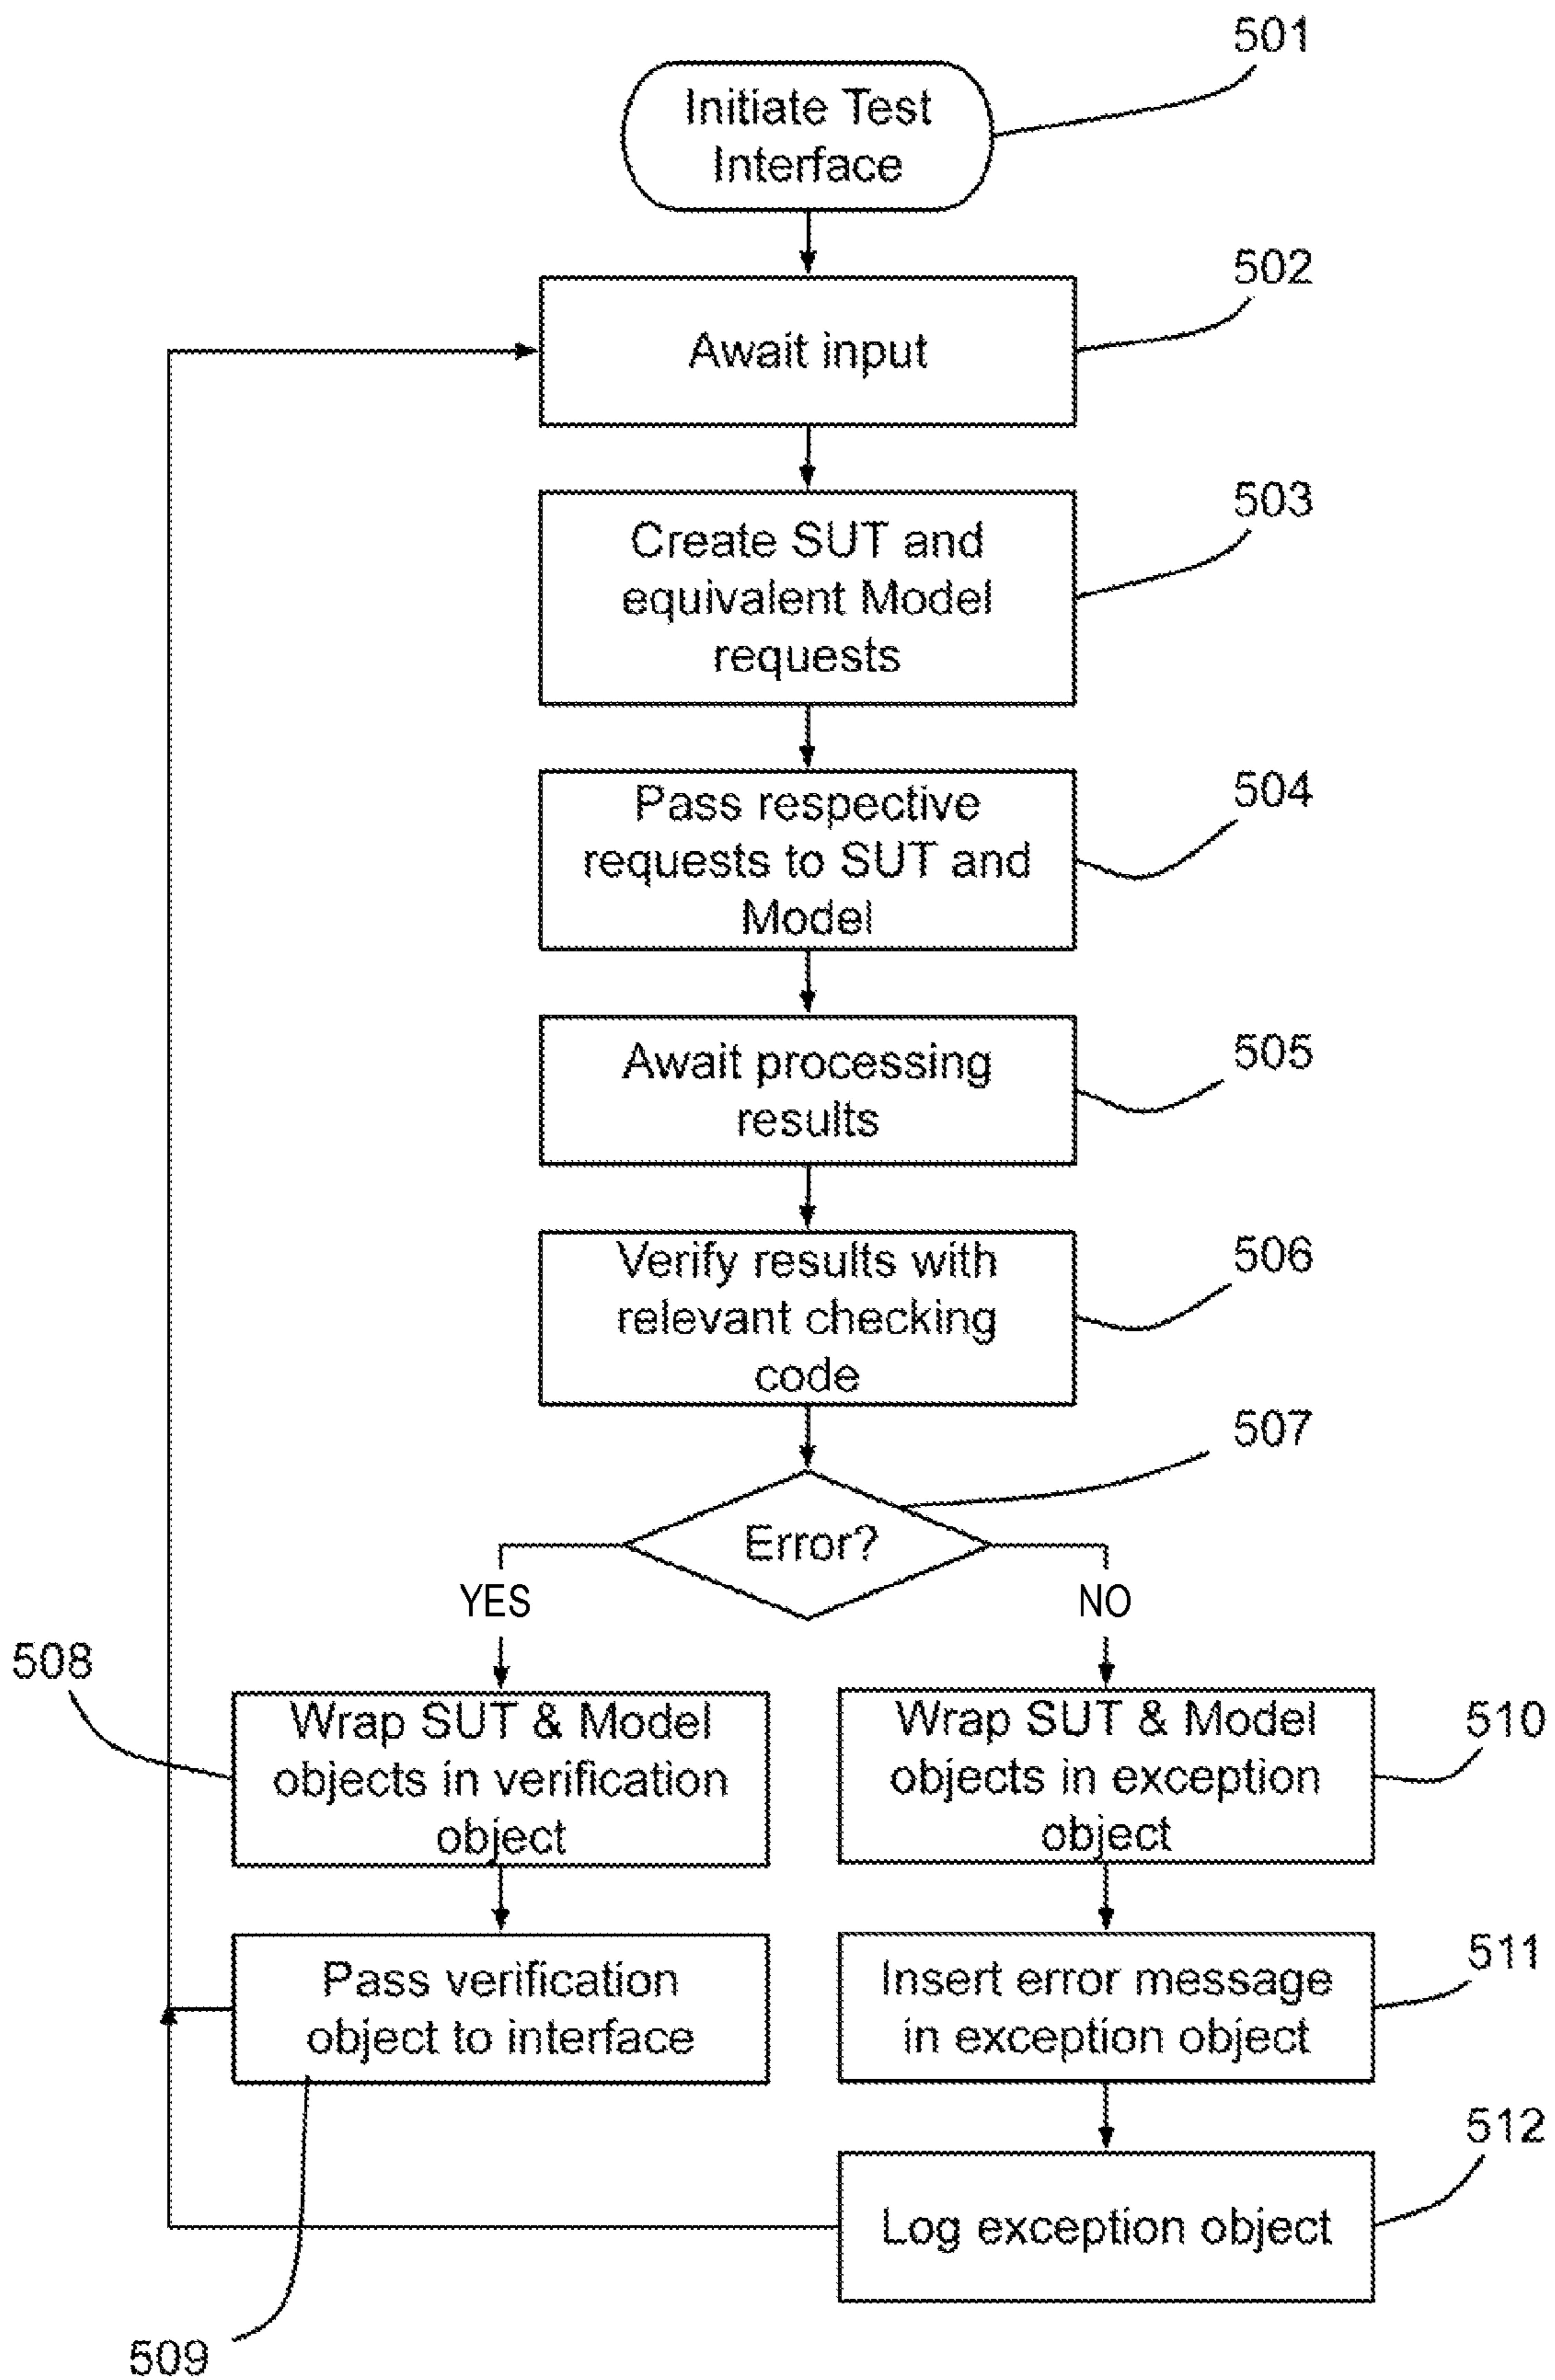 501
Initiate Test
Interface
502
Await input
503
Create SUT and
equivalent Model
requests
504
Pass respective
requests to SUT and
Model
505
Await processing
results
506
Verify results with
relevant checking
code
507
Error?
YES
NO
508
Wrap SUT & Model
objects in verification
object
Wrap SUT & Model
objects in exception
object
510
Pass verification
object to interface
Insert error message
in exception object
511
512
Log exception object
509